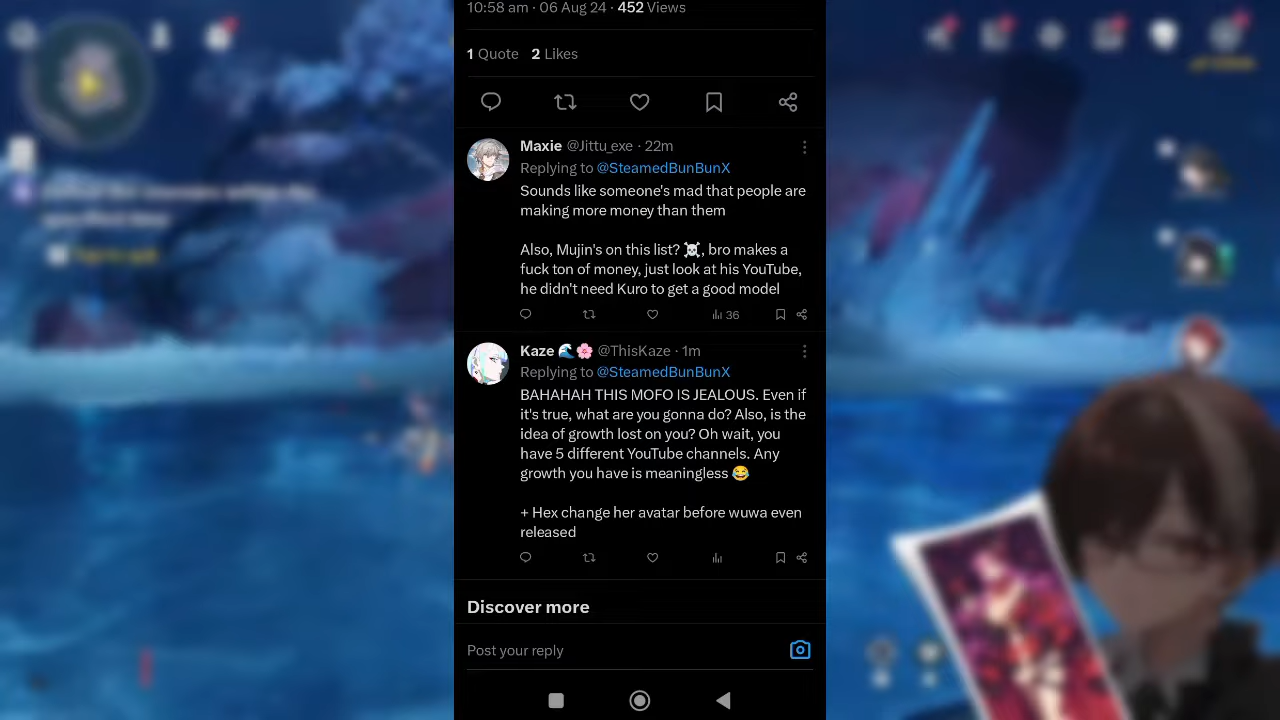 10:58 am · 06 Aug 24 · 452 Views
1 Quote 2 Likes
Maxie @Jittu_exe · 22m
Replying to @SteamedBunBunX
Sounds like someone's mad that people are
making more money than them
Also, Mujin's on this list? ☠️, bro makes a
fuck ton of money, just look at his YouTube,
he didn't need Kuro to get a good model
36
Kaze 🌊🌸 @ThisKaze · 1m
Replying to @SteamedBunBunX
BAHAHAH THIS MOFO IS JEALOUS. Even if
it's true, what are you gonna do? Also, is the
idea of growth lost on you? Oh wait, you
have 5 different YouTube channels. Any
growth you have is meaningless 😂
+ Hex change her avatar before wuwa even
released
Discover more
Post your reply